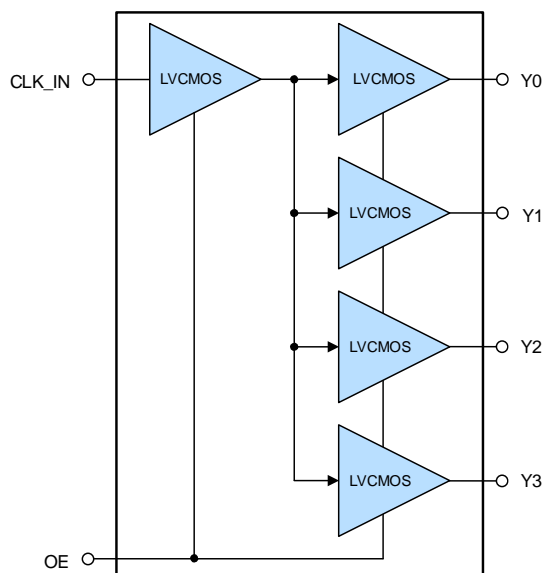 CLK_IN
LVCMOS
LVCMOS
Y0
LVCMOS
Y1
LVCMOS
Y2
LVCMOS
Y3
OE